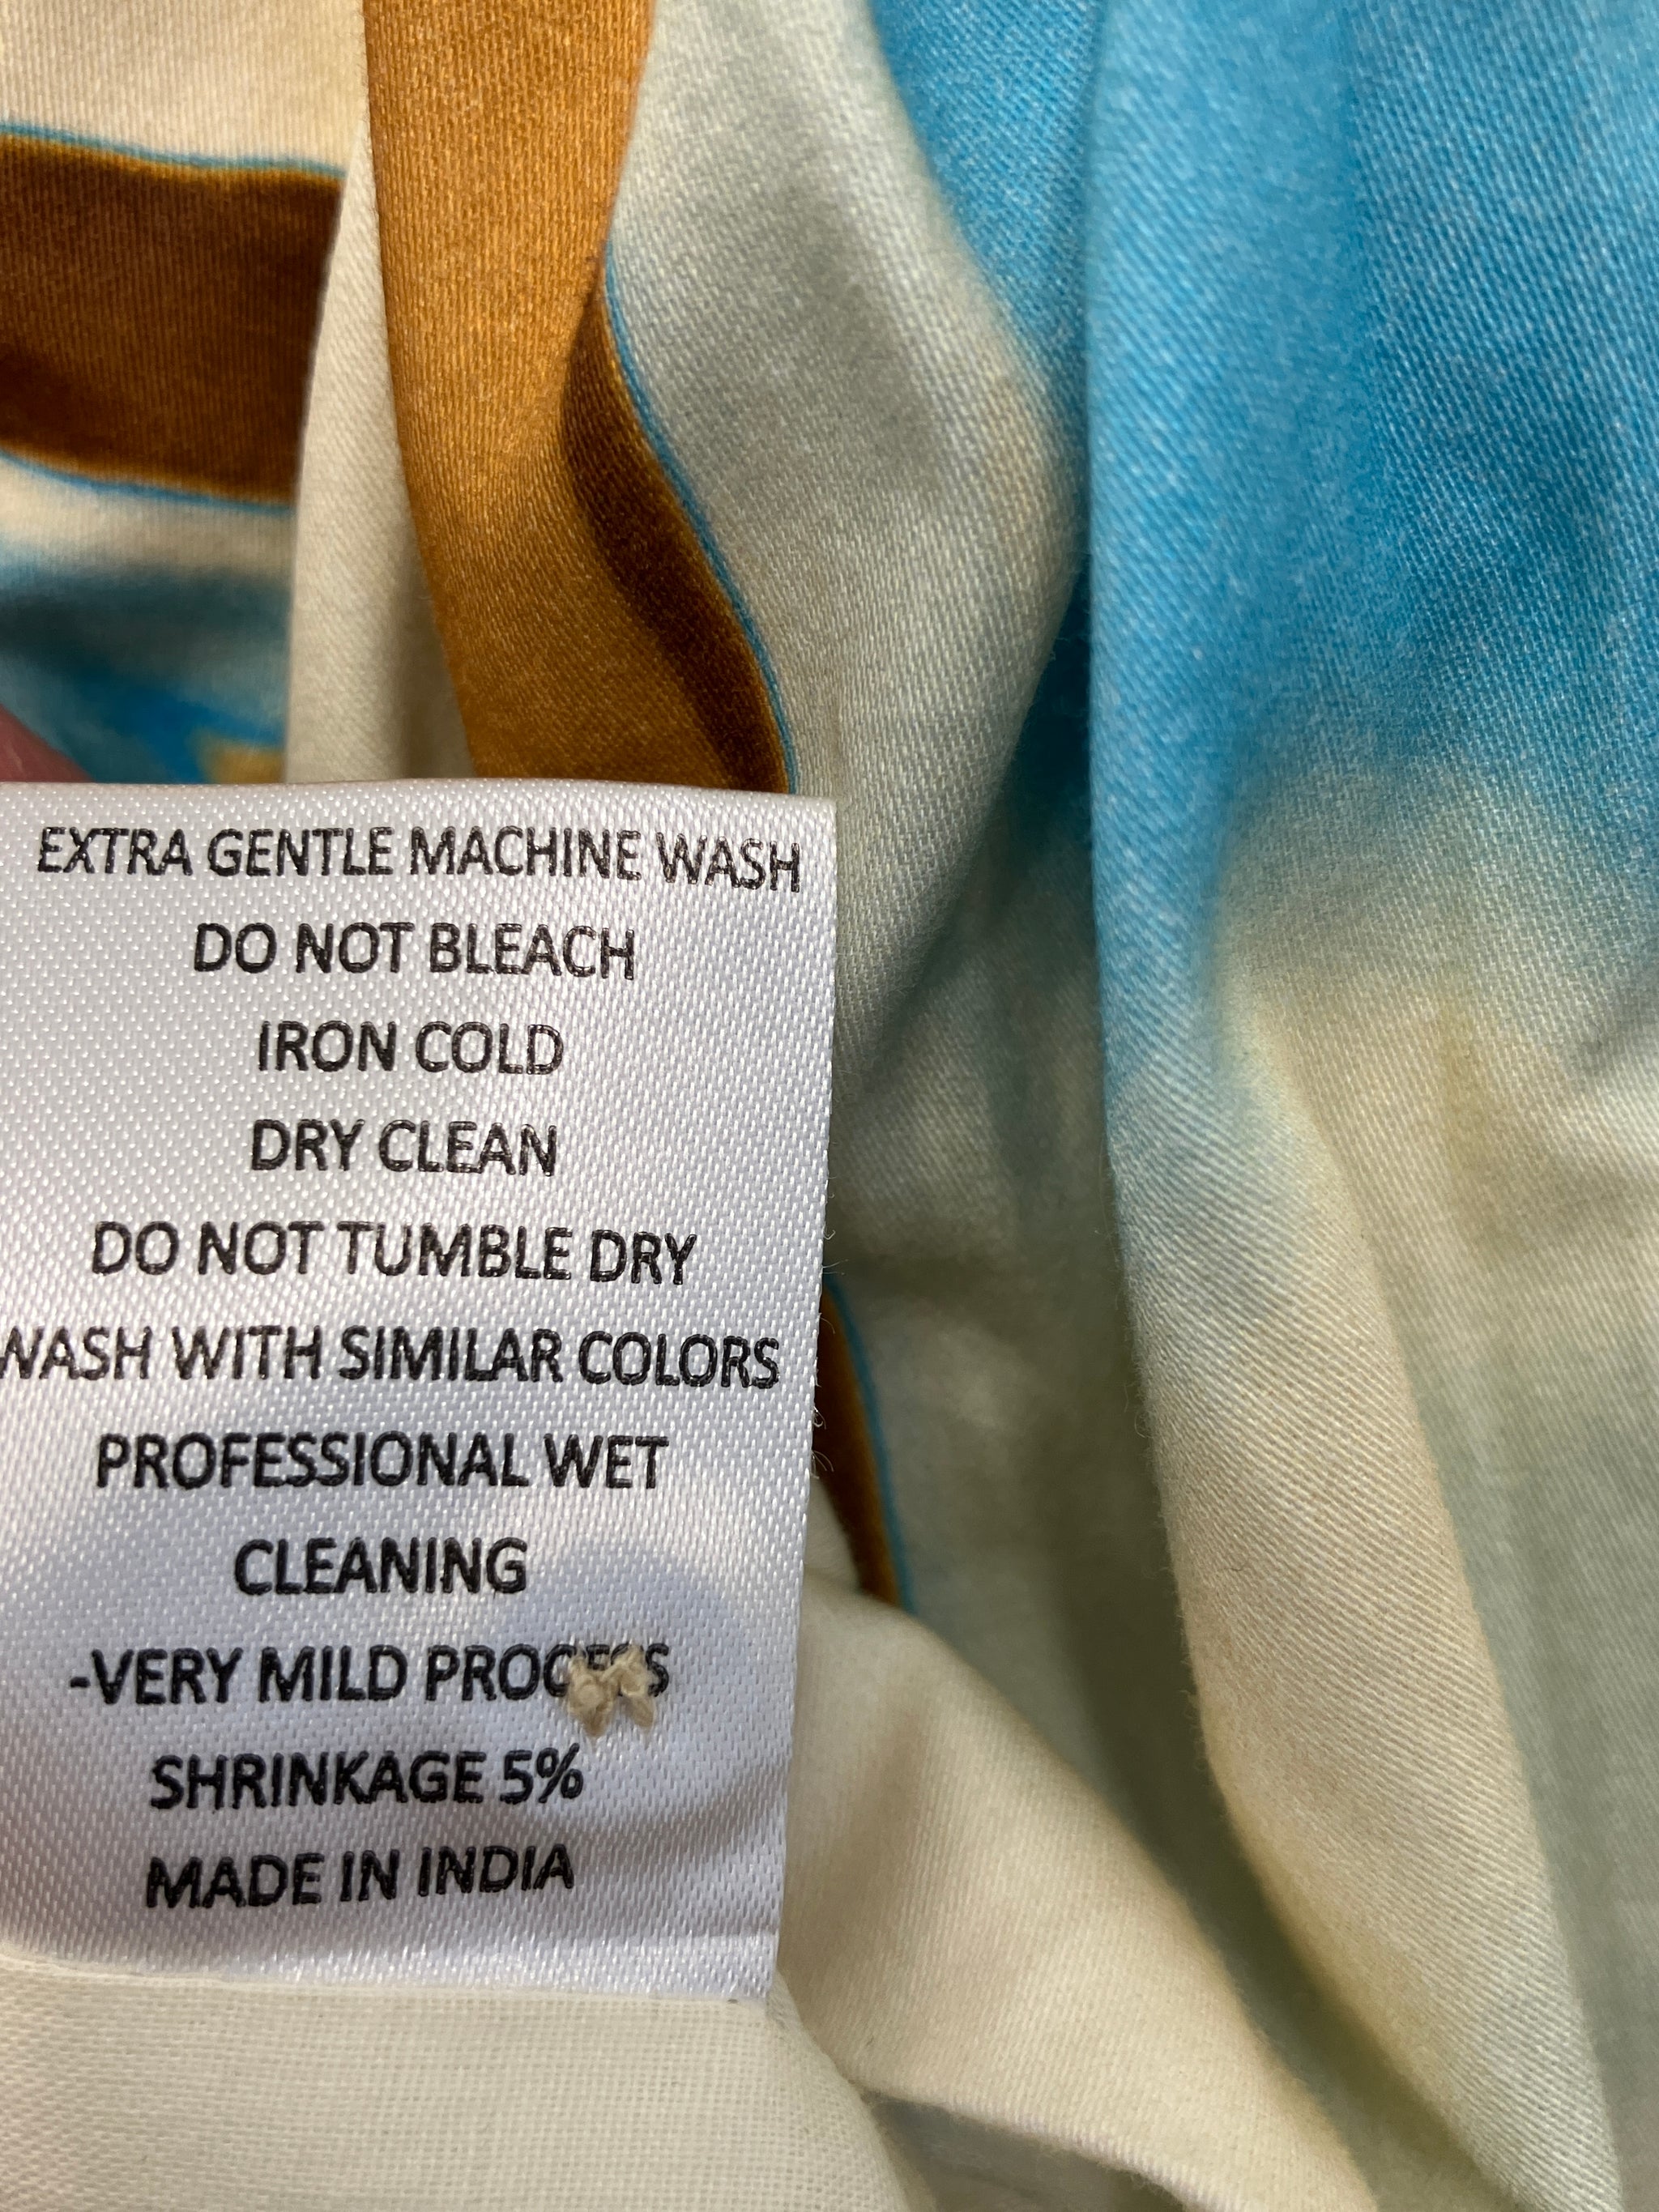 EXTRA GENTLE MACHINE WASH
DO NOT BLEACH
IRON COLD
DRY CLEAN
DO NOT TUMBLE DRY
WASH WITH SIMILAR COLORS
PROFESSIONAL WET
CLEANING
-VERY MILD PROCESS
SHRINKAGE 5%
MADE IN INDIA